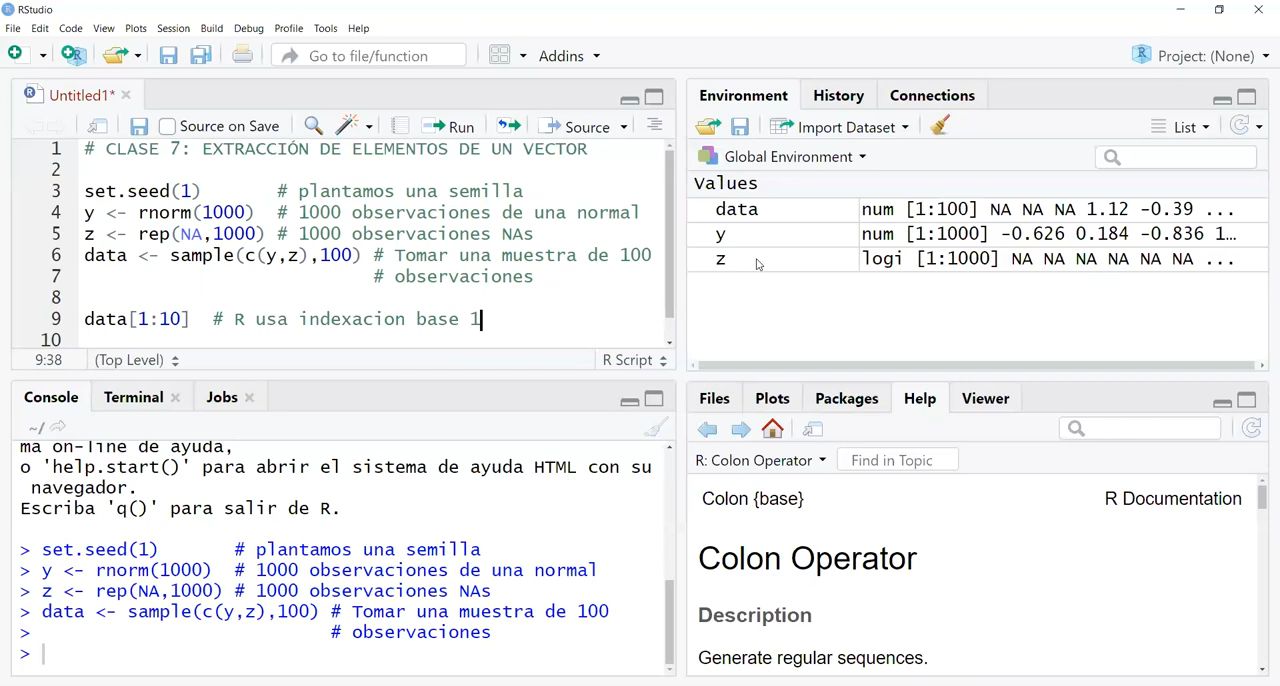 RStudio
File Edit Code View Plots Session Build Debug Profile Tools Help
Go to file/function Addins Project: (None)
Untitled1*
Source on Save Run Source
1 # CLASE 7: EXTRACCIÓN DE ELEMENTOS DE UN VECTOR
2
3 set.seed(1) # plantamos una semilla
4 y <- rnorm(1000) # 1000 observaciones de una normal
5 z <- rep(NA,1000) # 1000 observaciones NAs
6 data <- sample(c(y,z),100) # Tomar una muestra de 100
7 # observaciones
8
9 data[1:10] # R usa indexacion base 1
10
9:38 (Top Level) R Script
Console Terminal Jobs
~/
ma on-line de ayuda,
o 'help.start()' para abrir el sistema de ayuda HTML con su
navegador.
Escriba 'q()' para salir de R.
> set.seed(1) # plantamos una semilla
> y <- rnorm(1000) # 1000 observaciones de una normal
> z <- rep(NA,1000) # 1000 observaciones NAs
> data <- sample(c(y,z),100) # Tomar una muestra de 100
> # observaciones
>
Environment History Connections
Import Dataset List
Global Environment
Values
data num [1:100] NA NA NA 1.12 -0.39 ...
y num [1:1000] -0.626 0.184 -0.836 1…
z logi [1:1000] NA NA NA NA NA NA ...
Files Plots Packages Help Viewer
R: Colon Operator Find in Topic
Colon {base} R Documentation
Colon Operator
Description
Generate regular sequences.